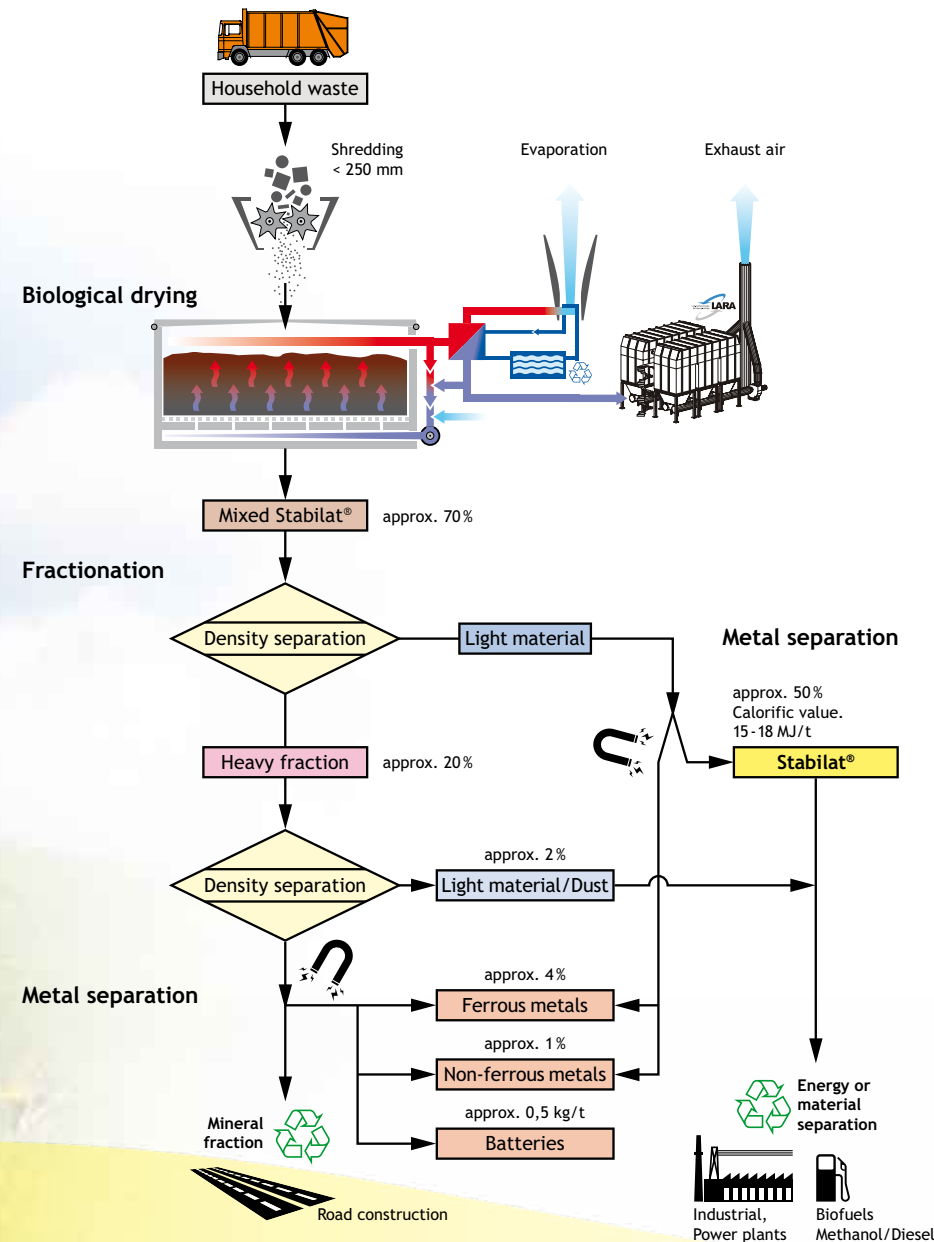 Household waste
Shredding
< 250 mm
Evaporation
Exhaust air
Biological drying
LARA
Mixed Stabilat®
approx. 70 %
Fractionation
Density separation
Light material
Metal separation
approx. 50 %
Calorific value.
15 - 18 MJ/t
Stabilat®
Heavy fraction
approx. 20 %
approx. 2 %
Density separation
Light material/Dust
Metal separation
approx. 4 %
Ferrous metals
approx. 1 %
Non-ferrous metals
approx. 0,5 kg/t
Batteries
Mineral
fraction
Energy or
material
separation
Road construction
Industrial,
Power plants
Biofuels
Methanol/Diesel